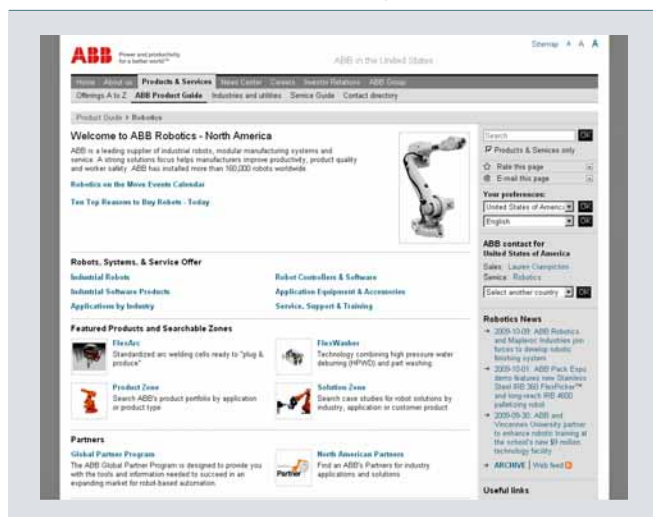 ABB
Power and productivity
for a better world™
ABB in the United States
Sitemap A A A
Home About us Products & Services News Center Careers Investor Relations ABB Group
Offerings A to Z ABB Product Guide Industries and utilities Service Guide Contact directory
Product Guide › Robotics
Welcome to ABB Robotics - North America
ABB is a leading supplier of industrial robots, modular manufacturing systems and
service. A strong solutions focus helps manufacturers improve productivity, product quality
and worker safety. ABB has installed more than 160,000 robots worldwide.
Robotics on the Move Events Calendar
Ten Top Reasons to Buy Robots - Today
Robots, Systems, & Service Offer
Industrial Robots
Robot Controllers & Software
Industrial Software Products
Application Equipment & Accessories
Applications by Industry
Service, Support & Training
Featured Products and Searchable Zones
FlexArc
Standardized arc welding cells ready to "plug &
produce"
FlexWasher
Technology combining high pressure water
deburring (HPWD) and part washing
Product Zone
Search ABB's product portfolio by application
or product type
Solution Zone
Search case studies for robot solutions by
industry, application or customer product
Partners
Global Partner Program
The ABB Global Partner Program is designed to provide you
with the tools and information needed to succeed in an
expanding market for robot-based automation.
Partner
North American Partners
Find an ABB's Partners for industry
applications and solutions
Search OK
Products & Services only
Rate this page
E-mail this page
Your preferences:
United States of America OK
English OK
ABB contact for
United States of America
Sales: Lauren
Service: Robotics
Select another country OK
Robotics News
2009-10-09: ABB Robotics
and Mapleroc Industries join
forces to develop robotic
finishing system
2009-10-01: ABB Pack Expo
demo features new Stainless
Steel IRB 360 FlexPicker™
and long-reach IRB 4600
palletizing robot
2009-09-30: ABB and
Vincennes University partner
to enhance robotic training at
the school's new $9 million
technology facility
ARCHIVE | Web feed
Useful links